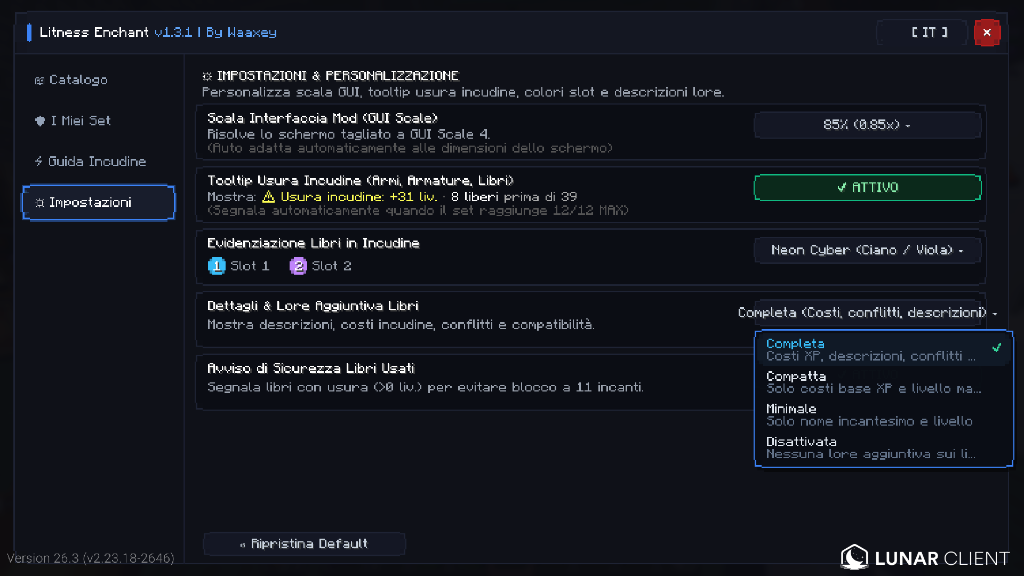 Litness Enchant v1.3.1 | By Waaxey
[ IT ]
Catalogo
I Miei Set
Guida Incudine
Impostazioni
IMPOSTAZIONI & PERSONALIZZAZIONE
Personalizza scala GUI, tooltip usura incudine, colori slot e descrizioni lore.
Scala Interfaccia Mod (GUI Scale)
Risolve lo schermo tagliato a GUI Scale 4.
(Auto adatta automaticamente alle dimensioni dello schermo)
85% (0.85x)
Tooltip Usura Incudine (Armi, Armature, Libri)
Mostra: ⚠ Usura incudine: +31 liv. · 8 liberi prima di 39
(Segnala automaticamente quando il set raggiunge 12/12 MAX)
✔ ATTIVO
Evidenziazione Libri in Incudine
1 Slot 1 2 Slot 2
Neon Cyber (Ciano / Viola)
Dettagli & Lore Aggiuntiva Libri
Mostra descrizioni, costi incudine, conflitti e compatibilità.
Completa (Costi, conflitti, descrizioni)
Completa
Costi XP, descrizioni, conflitti ...
Compatta
Solo costi base XP e livello ma...
Minimale
Solo nome incantesimo e livello
Disattivata
Nessuna lore aggiuntiva sui li...
Avviso di Sicurezza Libri Usati
Segnala libri con usura (>0 liv.) per evitare blocco a 11 incanti.
Ripristina Default
Version 26.3 (v2.23.18-2646)
LUNAR CLIENT